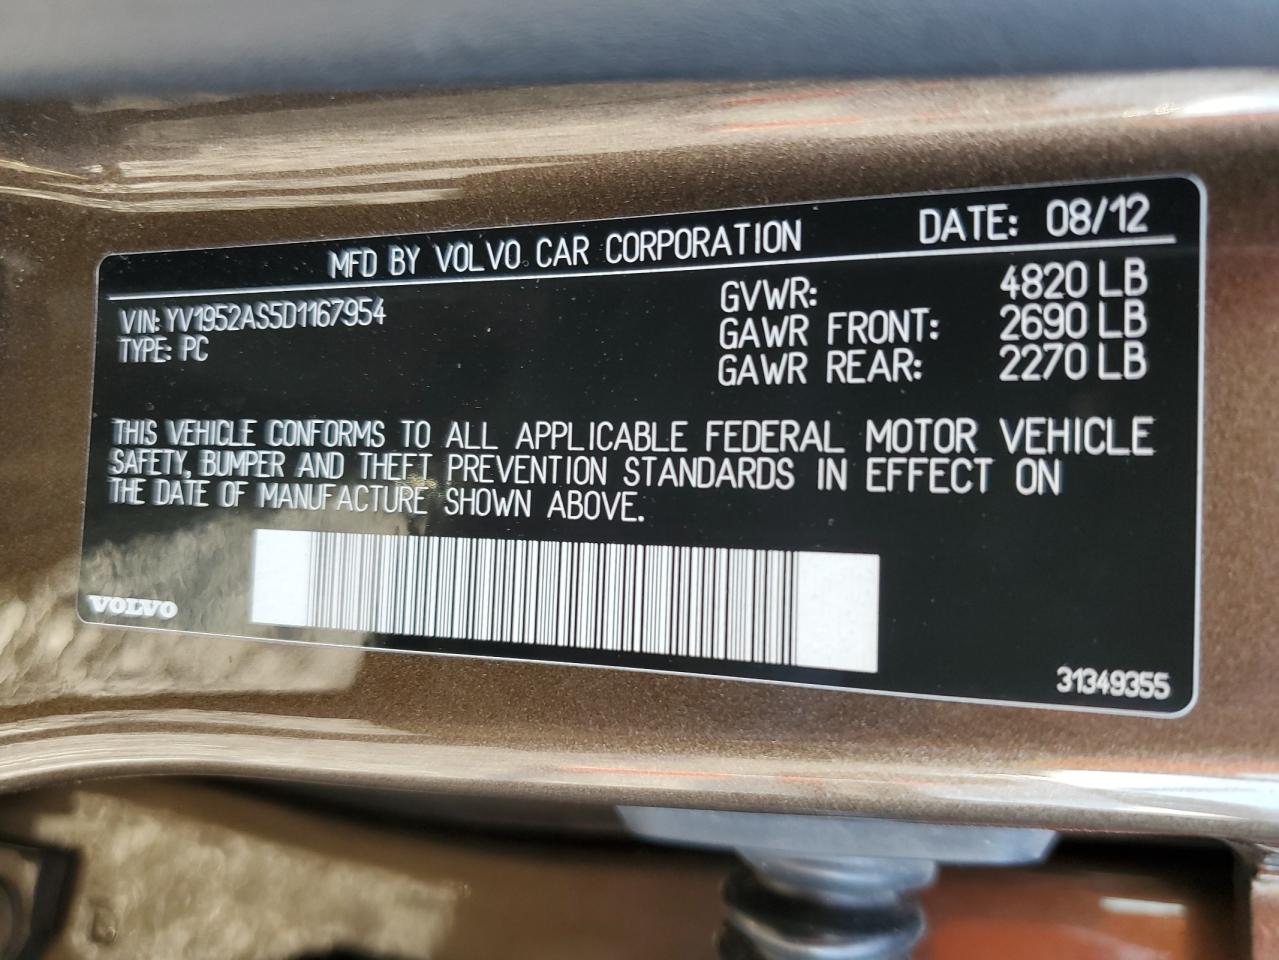 MFD BY VOLVO CAR CORPORATION DATE: 08/12
VIN: YV1952AS5D1167954
TYPE: PC
GVWR: 4820 LB
GAWR FRONT: 2690 LB
GAWR REAR: 2270 LB
THIS VEHICLE CONFORMS TO ALL APPLICABLE FEDERAL MOTOR VEHICLE
SAFETY, BUMPER AND THEFT PREVENTION STANDARDS IN EFFECT ON
THE DATE OF MANUFACTURE SHOWN ABOVE.
VOLVO
31349355